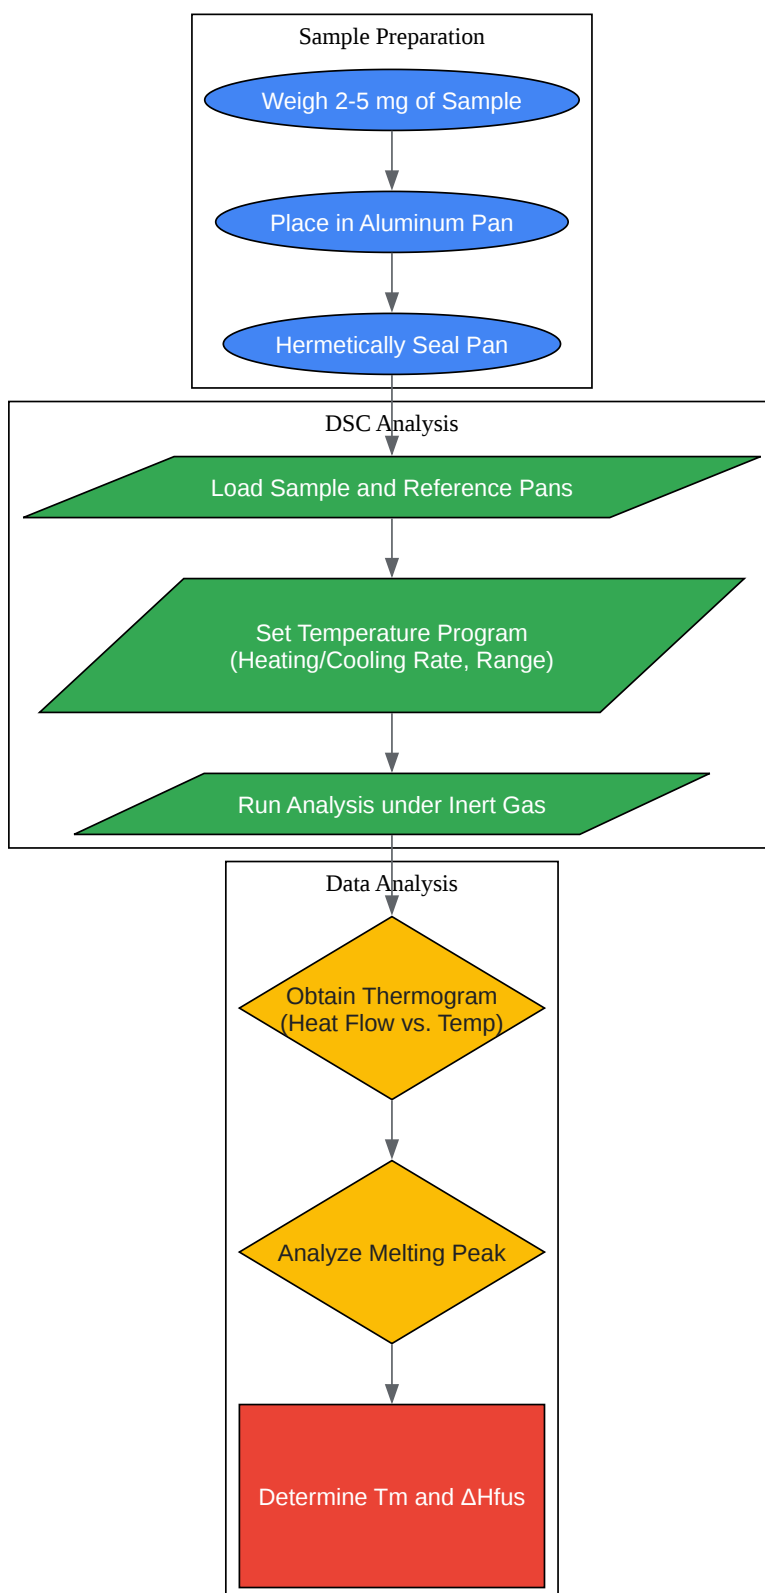 Sample Preparation
Weigh 2-5 mg of Sample
Place in Aluminum Pan
Hermetically Seal Pan
DSC Analysis
Load Sample and Reference Pans
Set Temperature Program
(Heating/Cooling Rate, Range)
Run Analysis under Inert Gas
Data Analysis
Obtain Thermogram
(Heat Flow vs. Temp)
Analyze Melting Peak
Determine Tm and ΔHfus